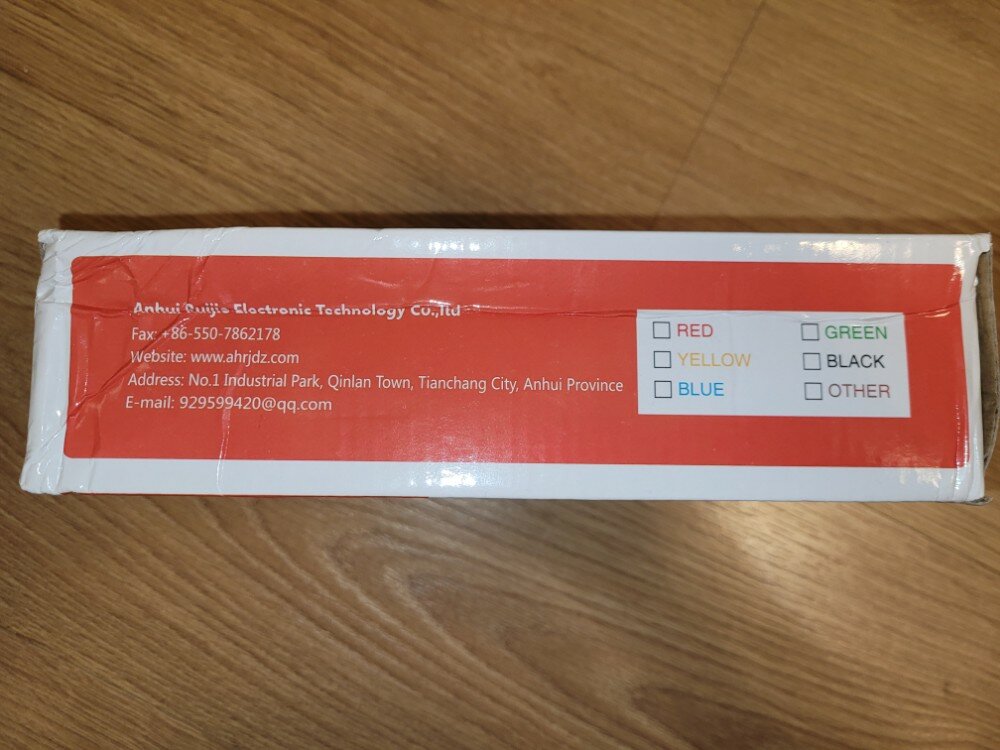 Anhui Ruijie Electronic Technology Co.,ltd
Fax: +86-550-7862178
Website: www.ahrjdz.com
Address: No.1 Industrial Park, Qinlan Town, Tianchang City, Anhui Province
E-mail: 929599420@qq.com
RED
YELLOW
BLUE
GREEN
BLACK
OTHER